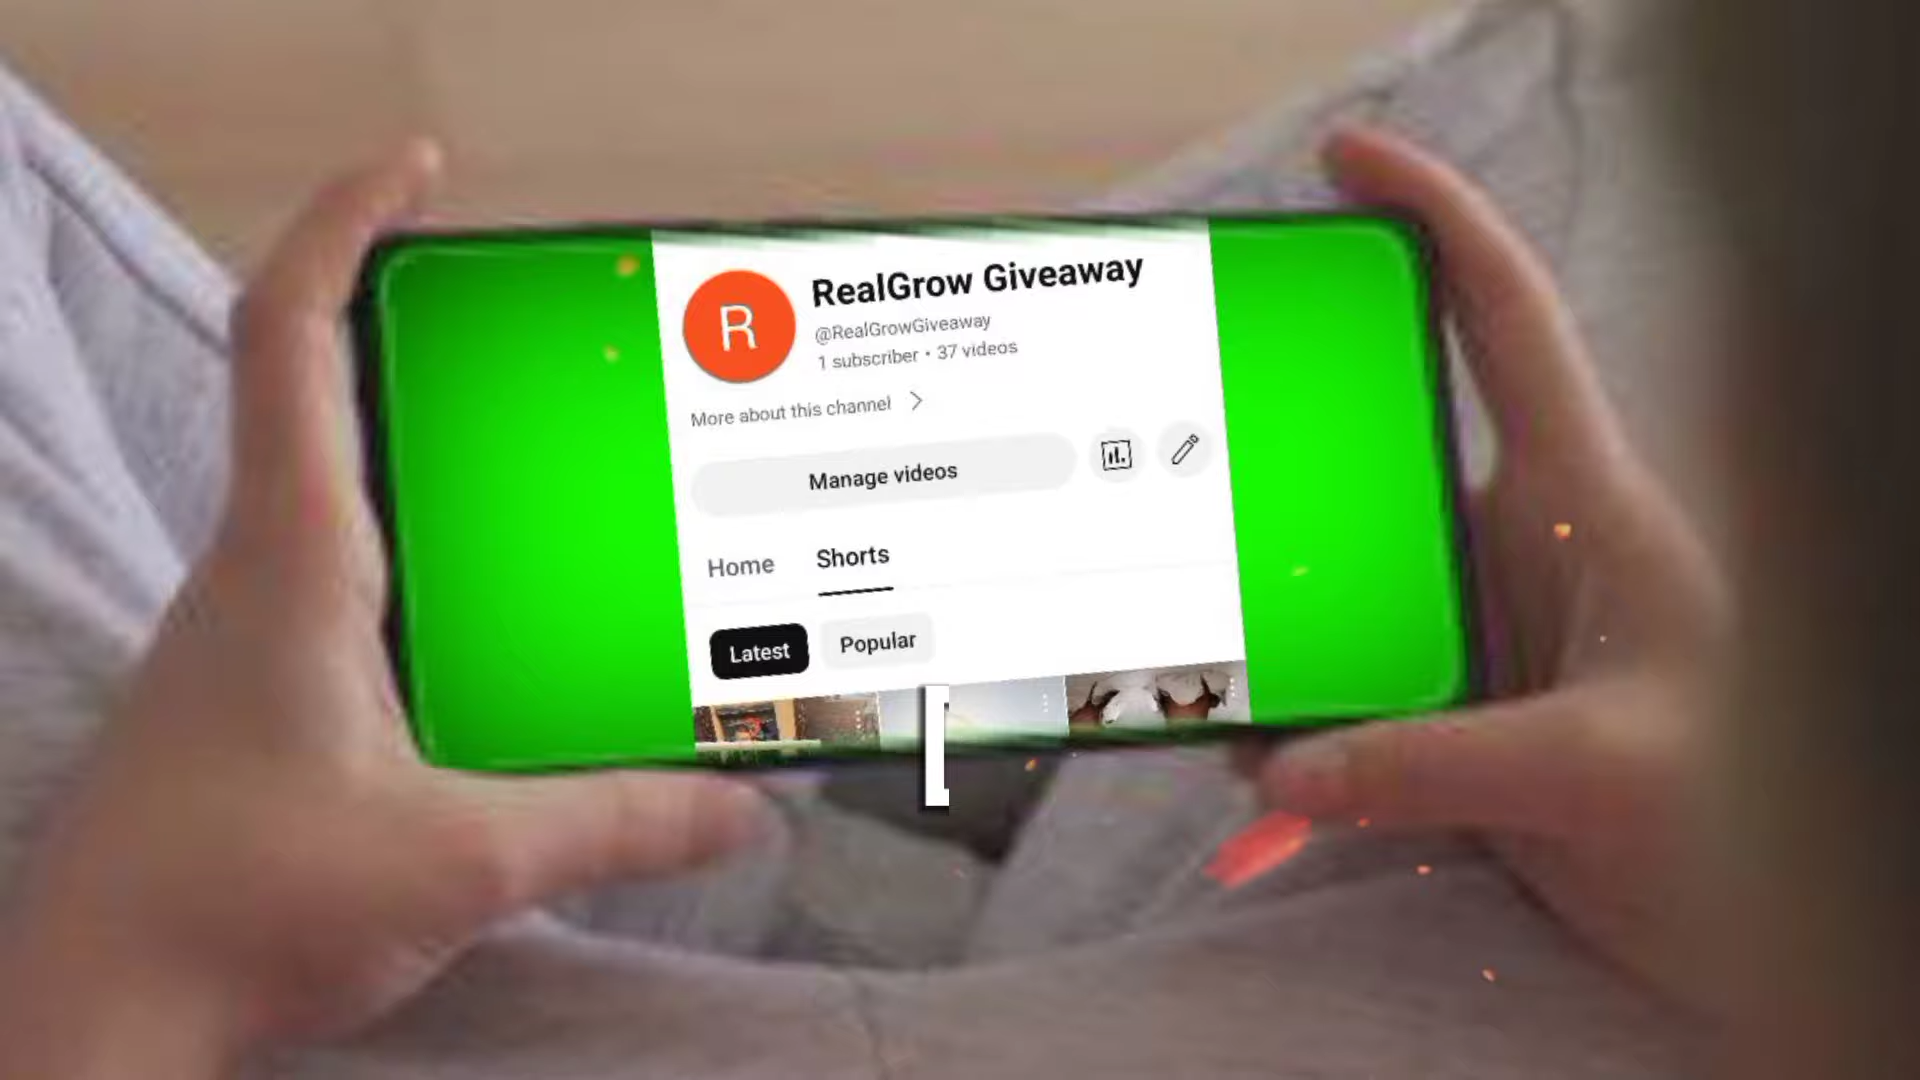 R
RealGrow Giveaway
@RealGrowGiveaway
1 subscriber • 37 videos
More about this channel
Manage videos
Home
Shorts
Latest
Popular